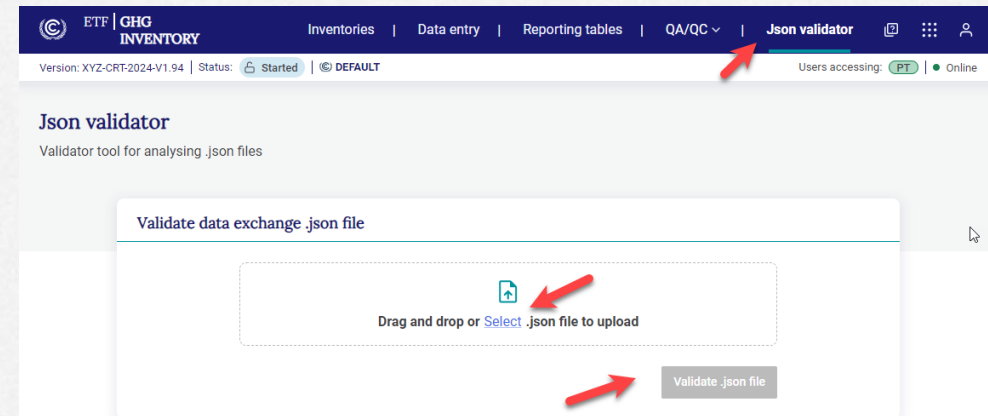 ETF GHG INVENTORY Inventories | Data entry | Reporting tables | QA/QC | Json validator
Version: XYZ-CRT-2024-V1.94 | Status: Started | DEFAULT Users accessing: PT | Online
Json validator
Validator tool for analysing .json files
Validate data exchange .json file
Drag and drop or Select .json file to upload
Validate .json file